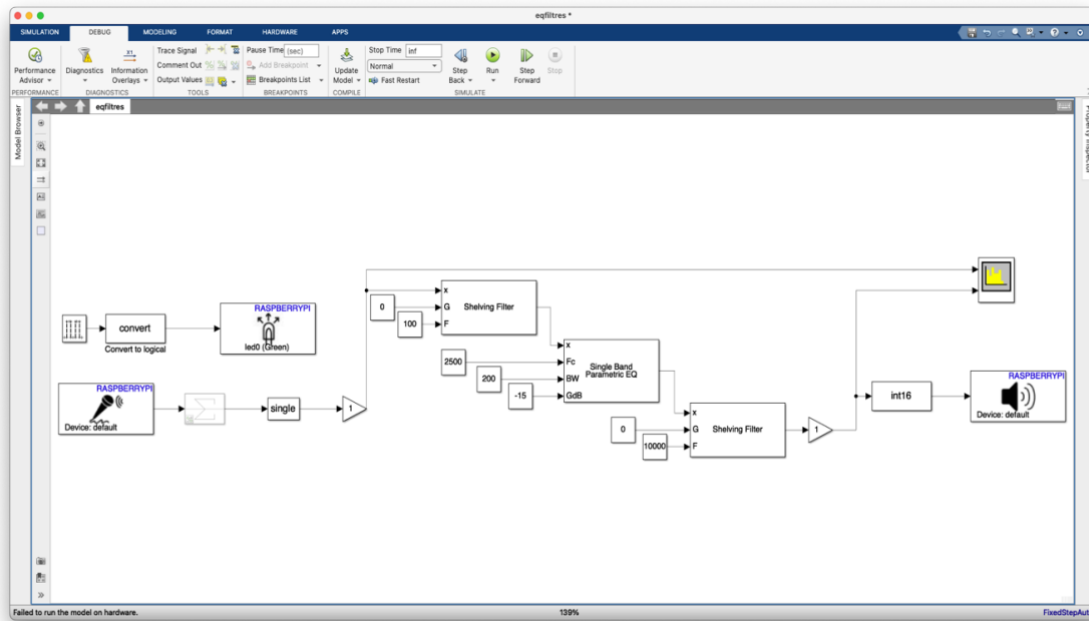 eqfiltres *
SIMULATION DEBUG MODELING FORMAT HARDWARE APPS
Performance Advisor
Diagnostics
Information Overlays
Trace Signal
Comment Out
Output Values
Pause Time (sec)
Add Breakpoint
Breakpoints List
Update Model
Stop Time inf
Normal
Fast Restart
Step Back
Run
Step Forward
Stop
PERFORMANCE DIAGNOSTICS TOOLS BREAKPOINTS COMPILE SIMULATE
Model Browser
eqfiltres
Property Inspector
convert
Convert to logical
RASPBERRYPI
led0 (Green)
RASPBERRYPI
Device: default
single
1
0
100
x
G
F
Shelving Filter
2500
200
-15
x
Fc
BW
GdB
Single Band
Parametric EQ
0
10000
x
G
F
Shelving Filter
1
int16
RASPBERRYPI
Device: default
Failed to run the model on hardware.
139%
FixedStepAut